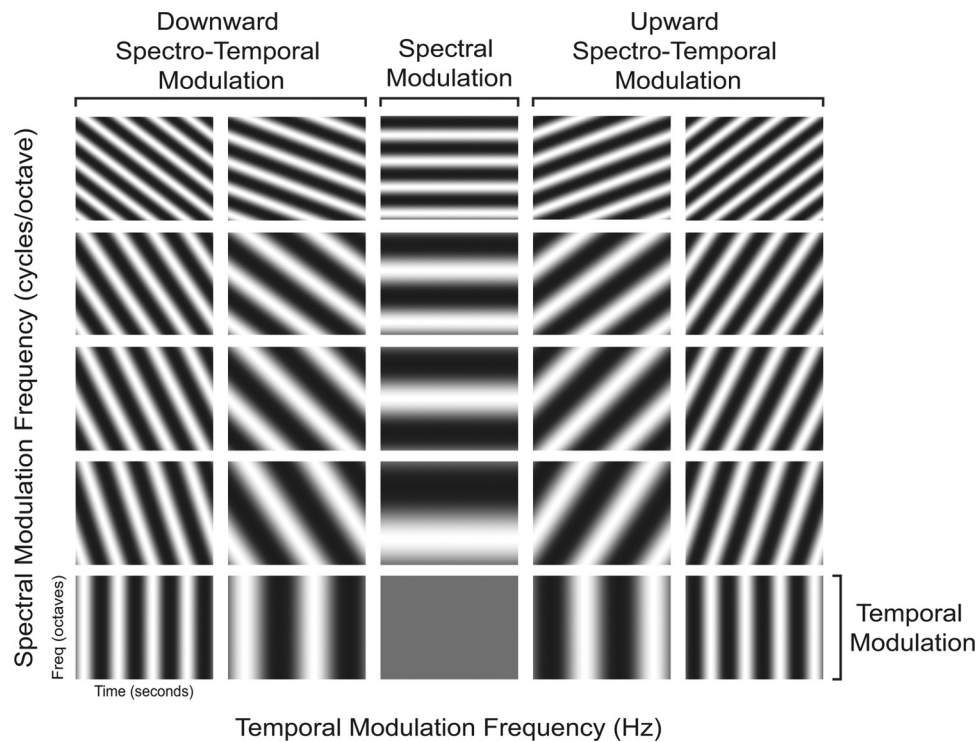 Downward
Spectro-Temporal
Modulation
Spectral
Modulation
Upward
Spectro-Temporal
Modulation
Spectral Modulation Frequency (cycles/octave)
Freq (octaves)
Time (seconds)
Temporal
Modulation
Temporal Modulation Frequency (Hz)